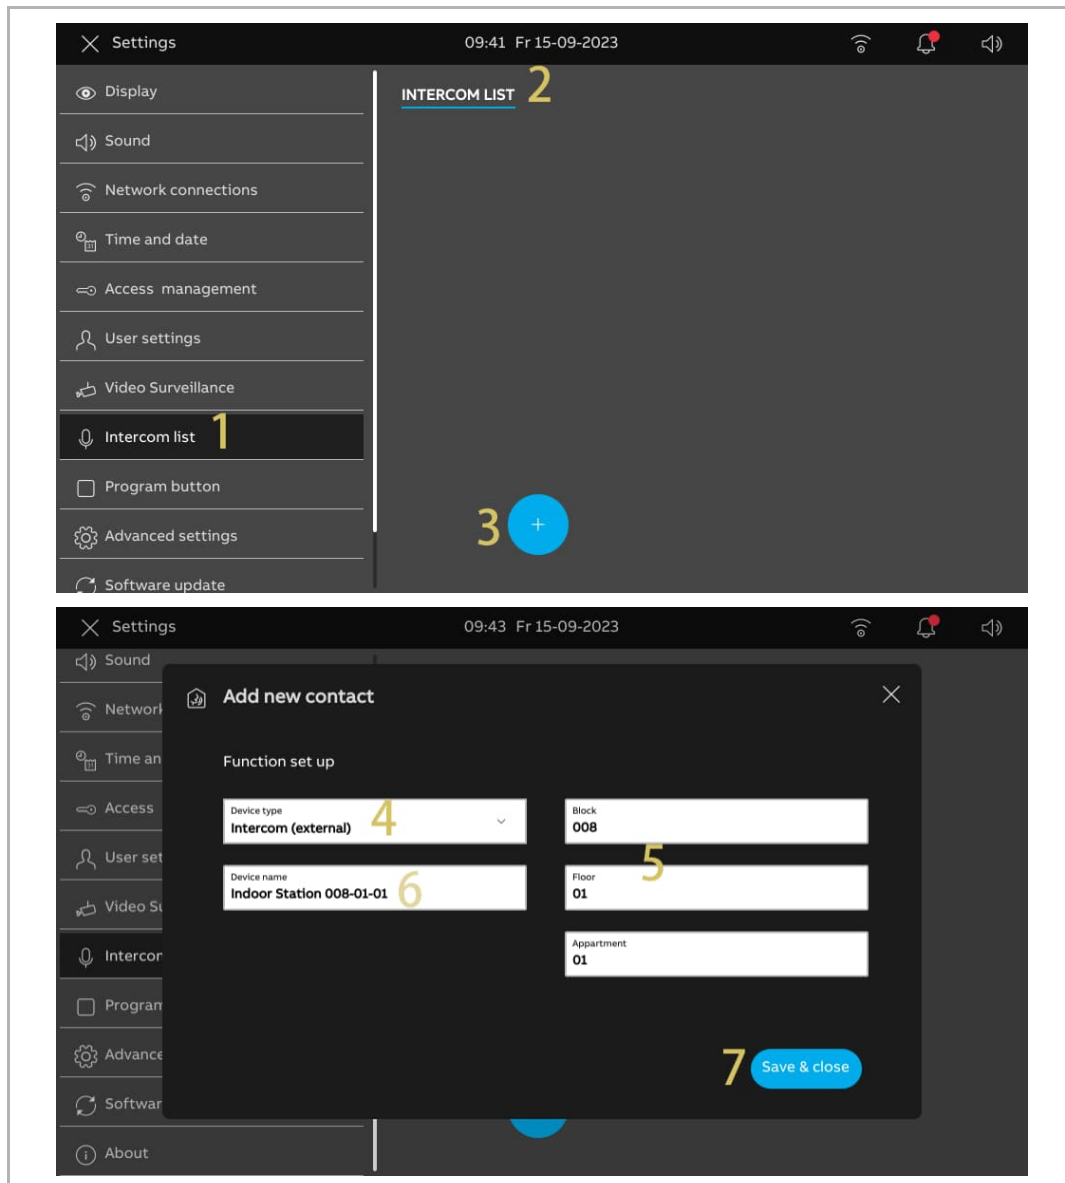 Settings
09:41 Fr 15-09-2023
Display
INTERCOM LIST 2
Sound
Network connections
Time and date
Access management
User settings
Video Surveillance
Intercom list 1
Program button
3 +
Advanced settings
Software update
Settings
09:43 Fr 15-09-2023
Sound
Network
Time an
Access
User set
Video Su
Intercom
Program
Advance
Softwar
About
Add new contact
Function set up
Device type
Intercom (external) 4
Block
008
5
Device name
Indoor Station 008-01-01 6
Floor
01
Appartment
01
7 Save & close